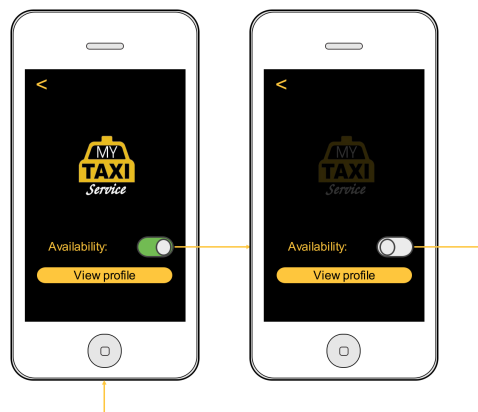 <
MY
TAXI
Service
Availability:
View profile
<
MY
TAXI
Service
Availability:
View profile